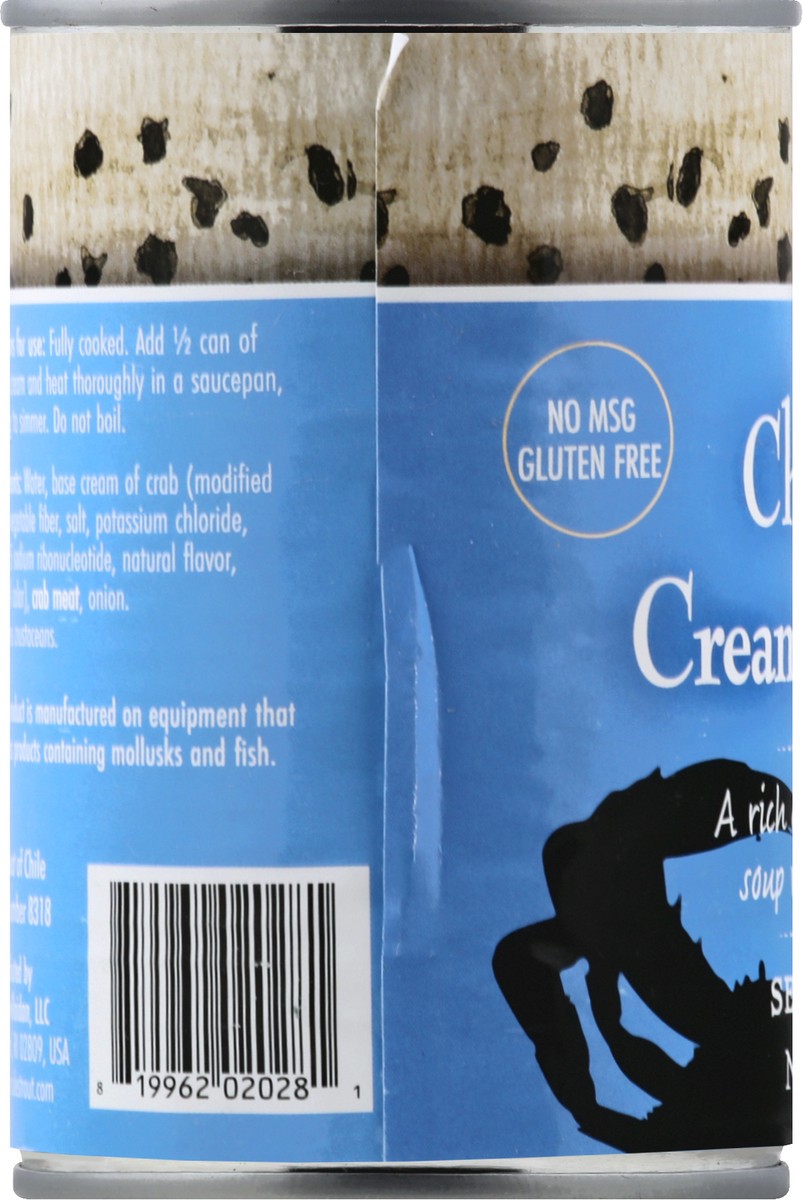 for use: Fully cooked. Add ½ can of
and heat thoroughly in a saucepan,
simmer. Do not boil.
Water, base cream of crab (modified
fiber, salt, potassium chloride,
ribonucleotide, natural flavor,
crab meat, onion.
crustaceans.
is manufactured on equipment that
products containing mollusks and fish.
of Chile
8318
by
LLC
02809, USA
8 19962 02028 1
NO MSG
GLUTEN FREE
Ch
Cream
A rich
soup
SE
N